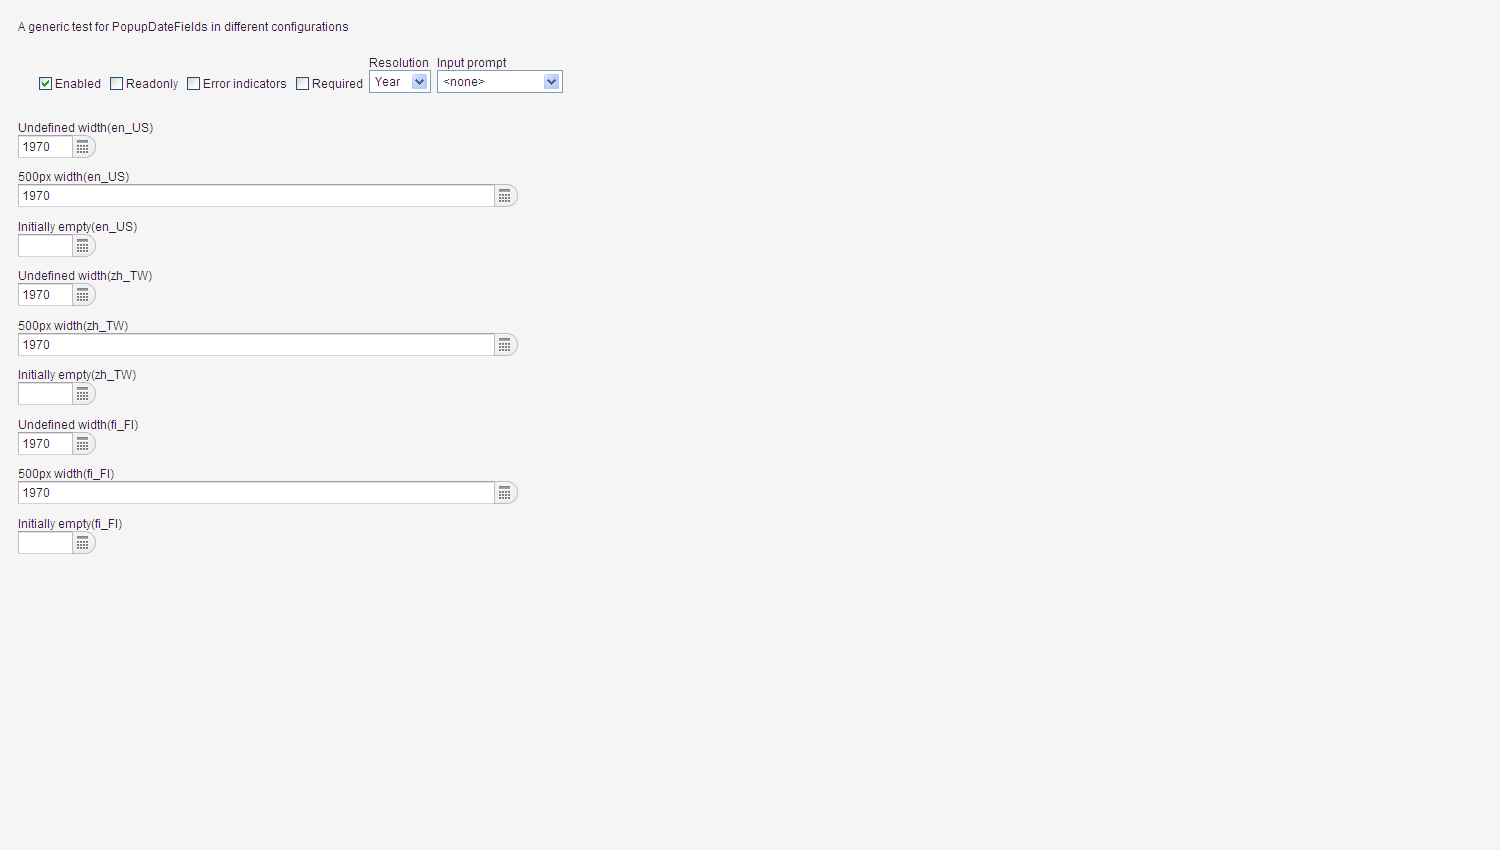 A generic test for PopupDateFields in different configurations
Resolution Input prompt
Enabled Readonly Error indicators Required Year <none>
Undefined width(en_US)
1970
500px width(en_US)
1970
Initially empty(en_US)
Undefined width(zh_TW)
1970
500px width(zh_TW)
1970
Initially empty(zh_TW)
Undefined width(fi_FI)
1970
500px width(fi_FI)
1970
Initially empty(fi_FI)